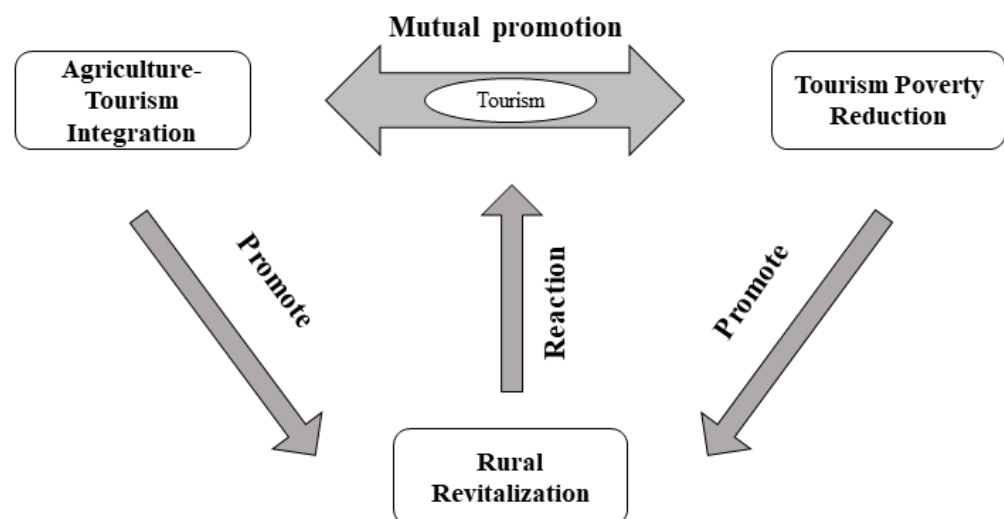 Mutual promotion
Agriculture-
Tourism
Integration
Tourism
Tourism Poverty
Reduction
Promote
Reaction
Promote
Rural
Revitalization